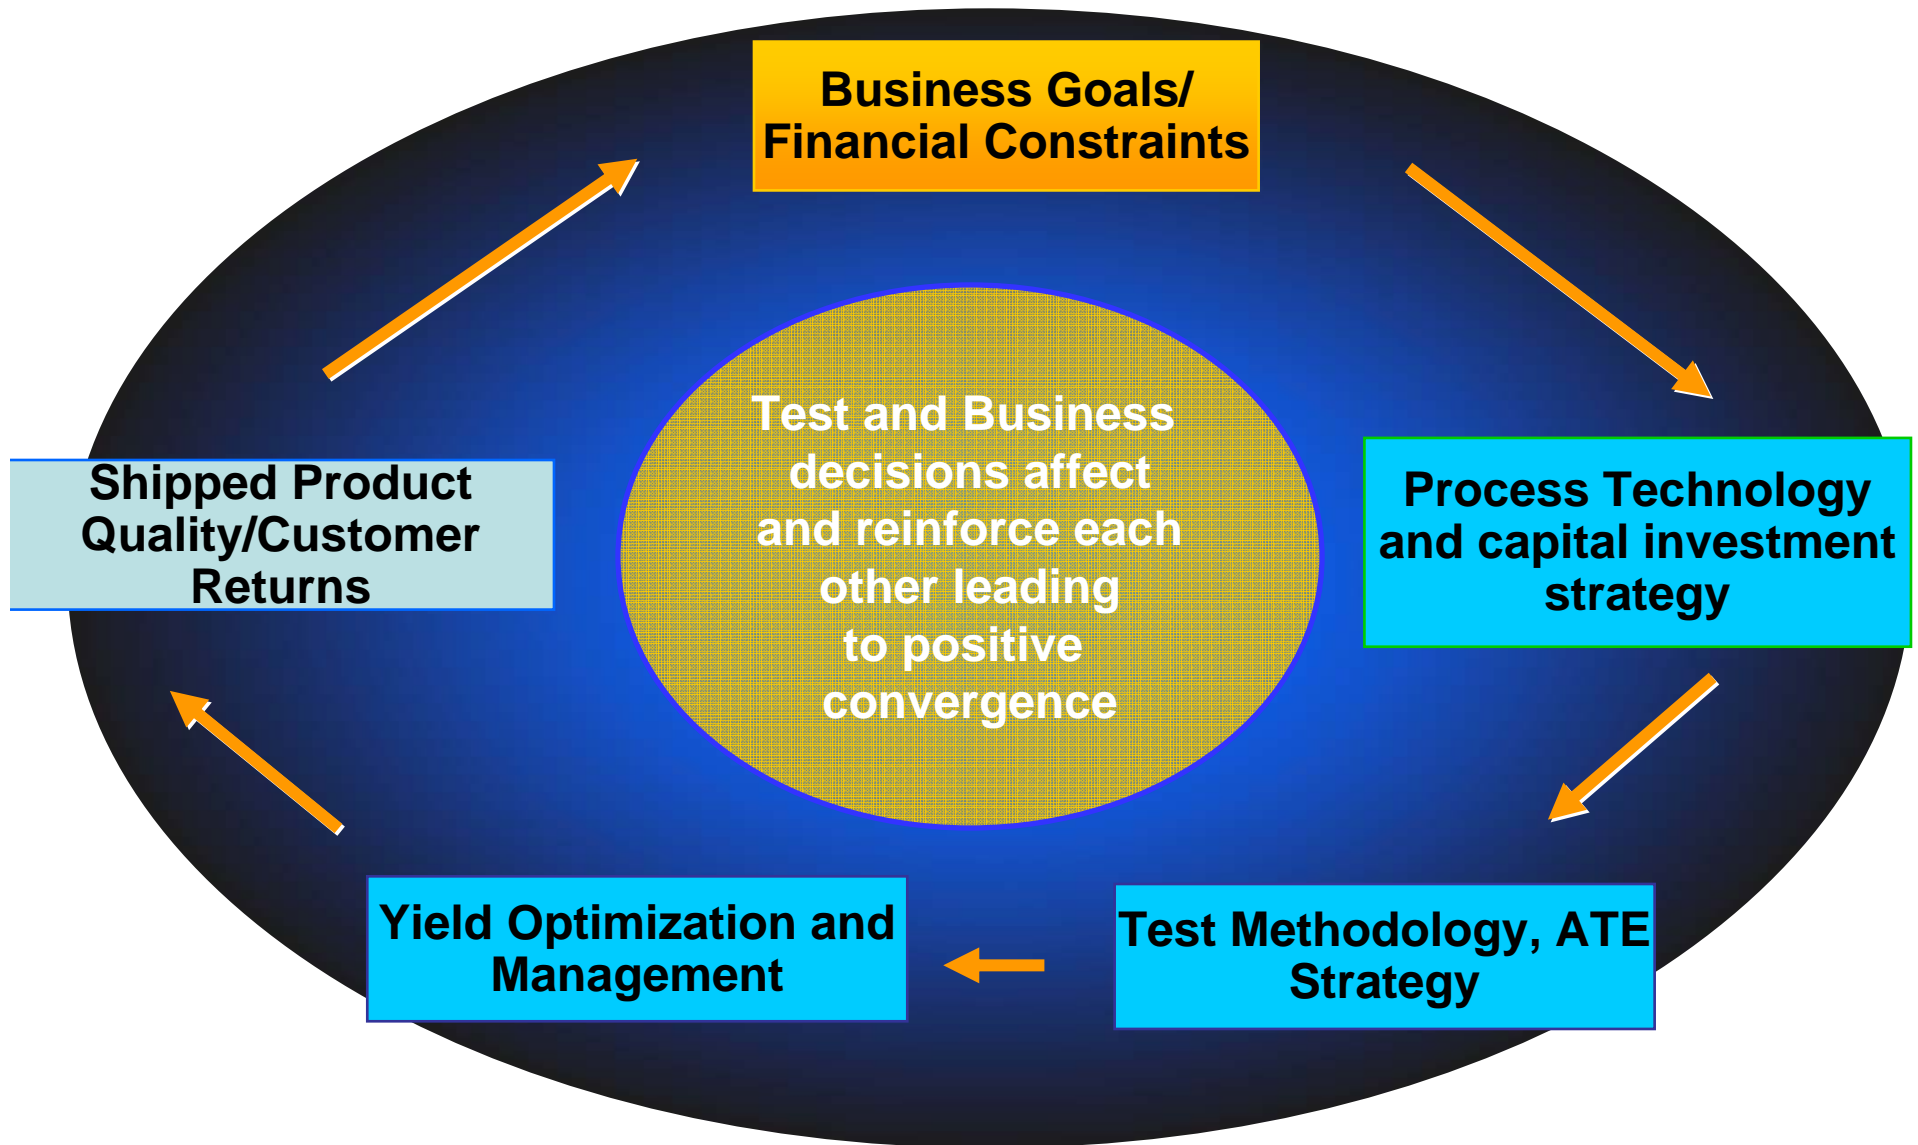 Business Goals/
Financial Constraints
Test and Business
decisions affect
and reinforce each
other leading
to positive
convergence
Shipped Product
Quality/Customer
Returns
Process Technology
and capital investment
strategy
Yield Optimization and
Management
Test Methodology, ATE
Strategy